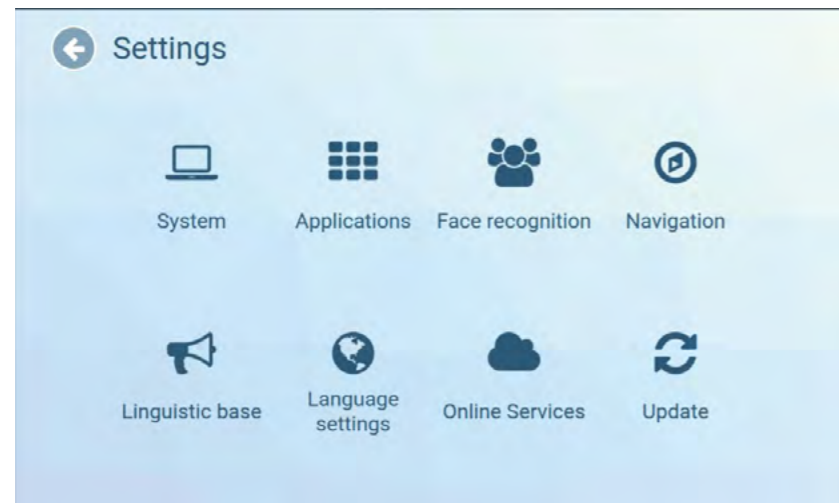 Settings
System
Applications
Face recognition
Navigation
Linguistic base
Language
settings
Online Services
Update